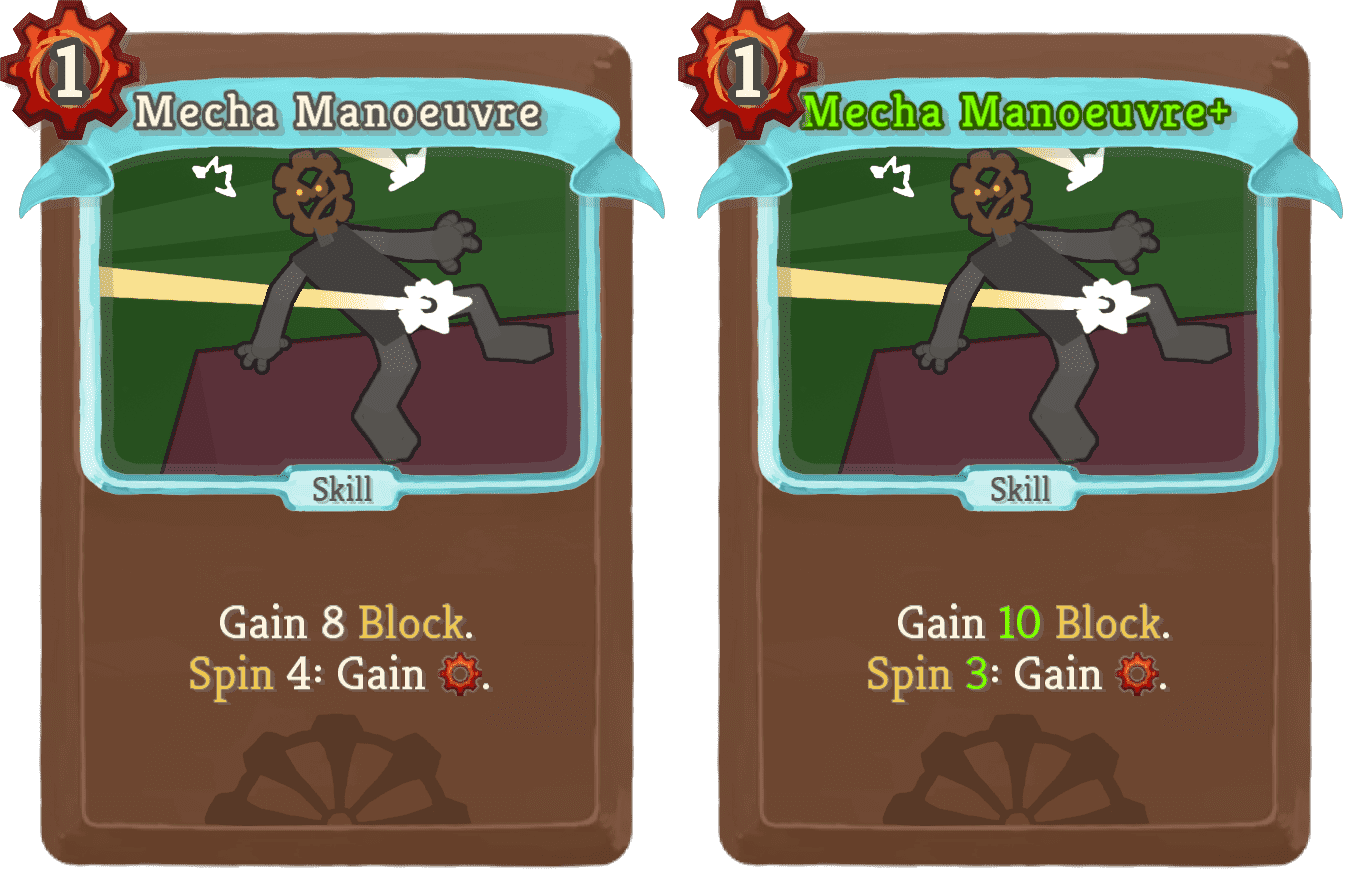 1
Mecha Manoeuvre
Skill
Gain 8 Block.
Spin 4: Gain .
1
Mecha Manoeuvre+
Skill
Gain 10 Block.
Spin 3: Gain .